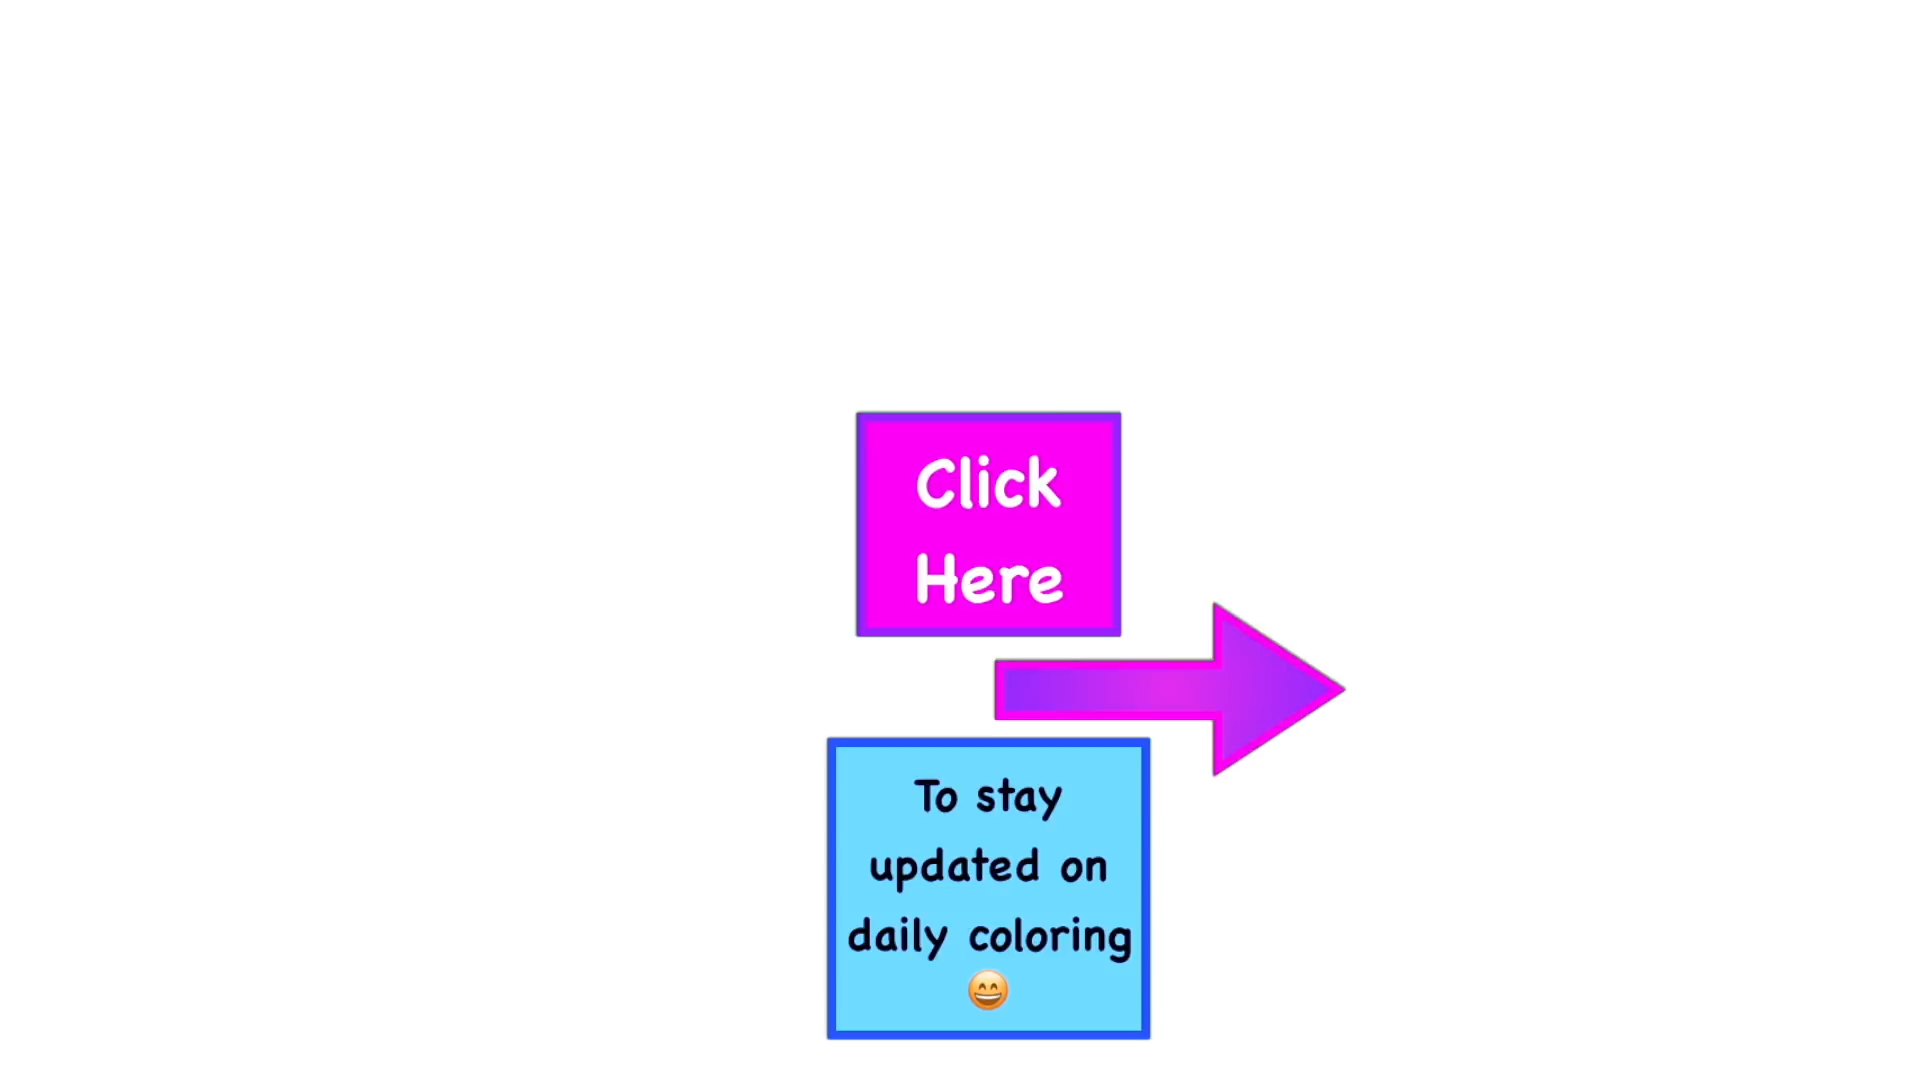 Click
Here
To stay
updated on
daily coloring
😄